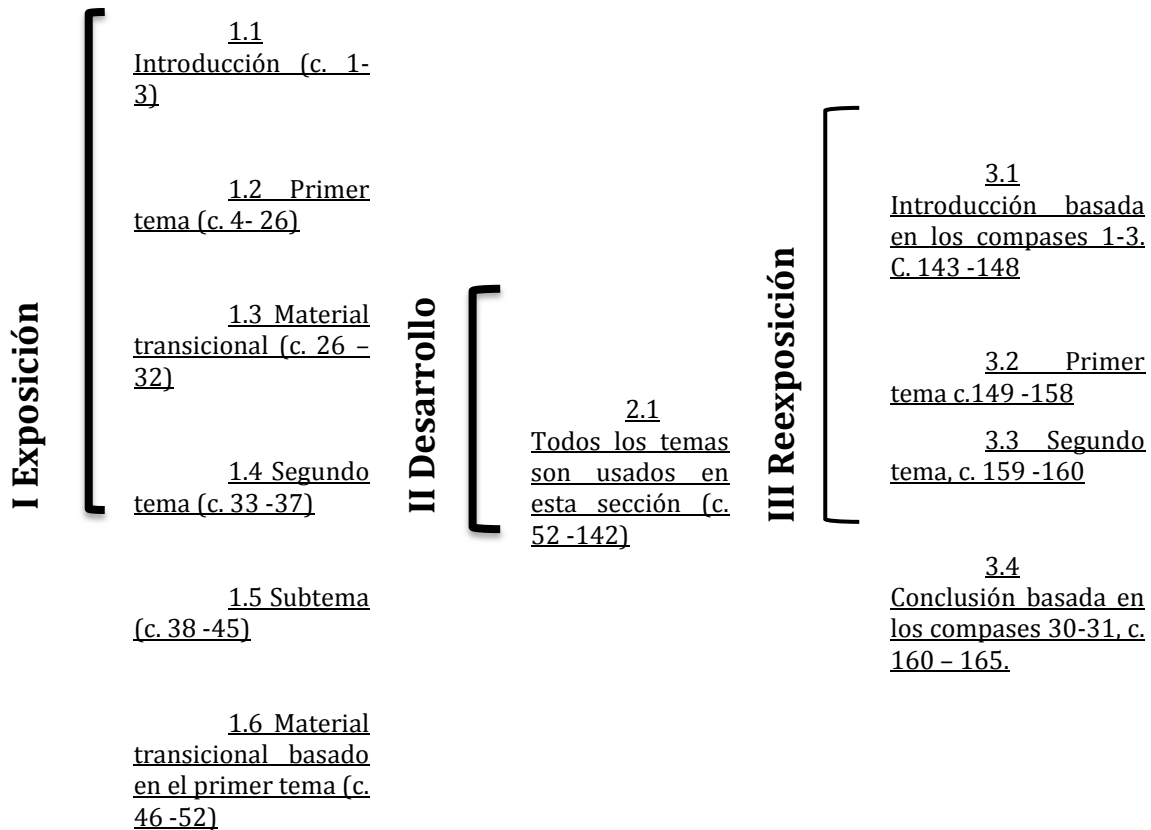 I Exposición
1.1
Introducción (c. 1-
3)
1.2 Primer
tema (c. 4- 26)
1.3 Material
transicional (c. 26 –
32)
1.4 Segundo
tema (c. 33 -37)
1.5 Subtema
(c. 38 -45)
1.6 Material
transicional basado
en el primer tema (c.
46 -52)
II Desarrollo
2.1
Todos los temas
son usados en
esta sección (c.
52 -142)
III Reexposición
3.1
Introducción basada
en los compases 1-3.
C. 143 -148
3.2 Primer
tema c.149 -158
3.3 Segundo
tema, c. 159 -160
3.4
Conclusión basada en
los compases 30-31, c.
160 – 165.